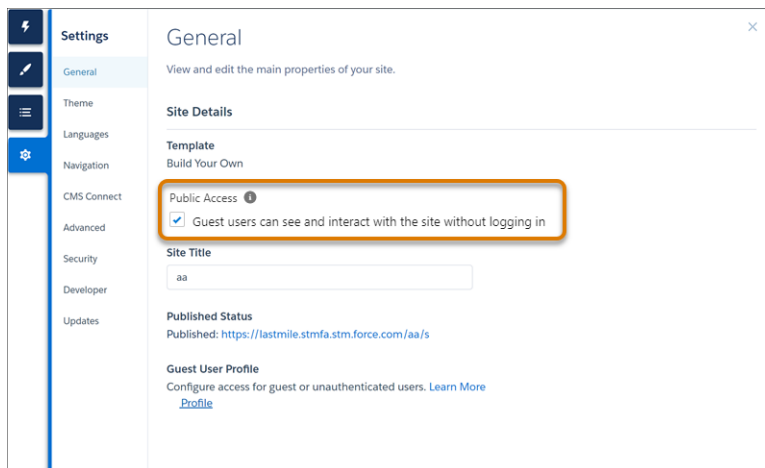 Settings
General
Theme
Languages
Navigation
CMS Connect
Advanced
Security
Developer
Updates
General
View and edit the main properties of your site.
Site Details
Template
Build Your Own
Public Access
Guest users can see and interact with the site without logging in
Site Title
aa
Published Status
Published: https://lastmile.stmfa.stm.force.com/aa/s
Guest User Profile
Configure access for guest or unauthenticated users. Learn More
Profile